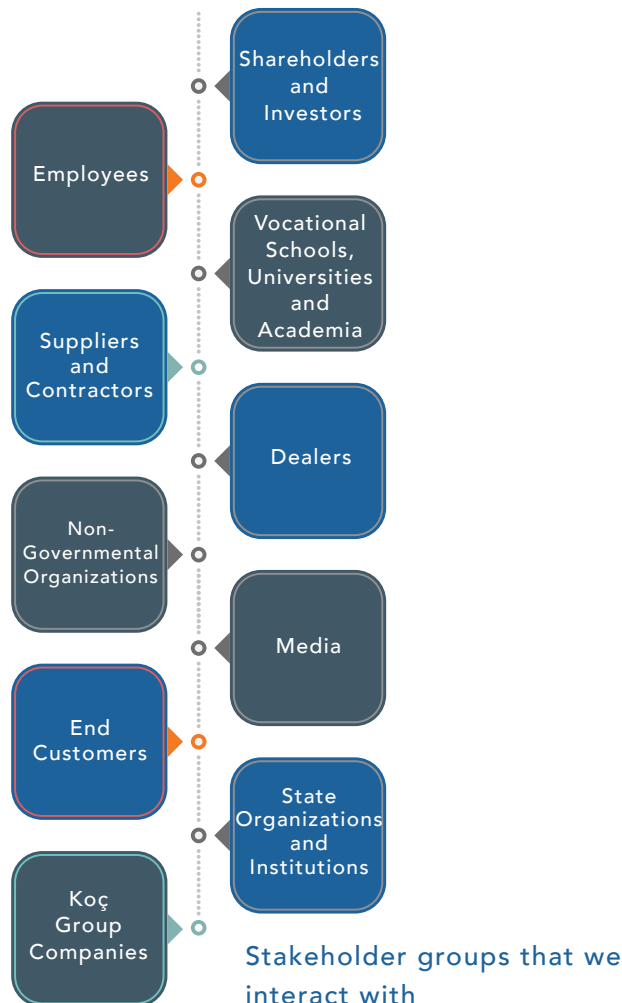 Shareholders
and
Investors
Employees
Vocational
Schools,
Universities
and
Academia
Suppliers
and
Contractors
Dealers
Non-
Governmental
Organizations
Media
End
Customers
State
Organizations
and
Institutions
Koç
Group
Companies
Stakeholder groups that we
interact with